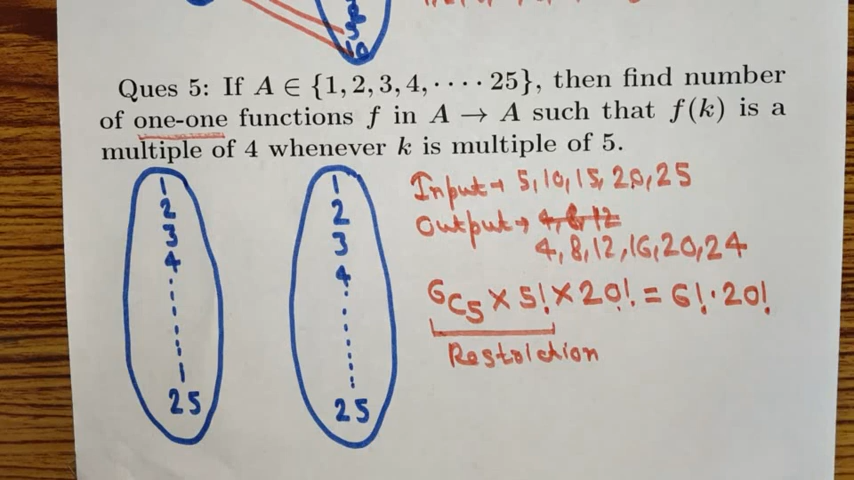 10
Ques 5: If A ∈ {1, 2, 3, 4, ···· 25}, then find number
of one-one functions f in A → A such that f(k) is a
multiple of 4 whenever k is multiple of 5.
1
2
3
4
1
25
1
2
3
4
25
Input → 5, 10, 15, 20, 25
Output → 4, 8, 12
4, 8, 12, 16, 20, 24
6C5 × 5! × 20! = 6! · 20!